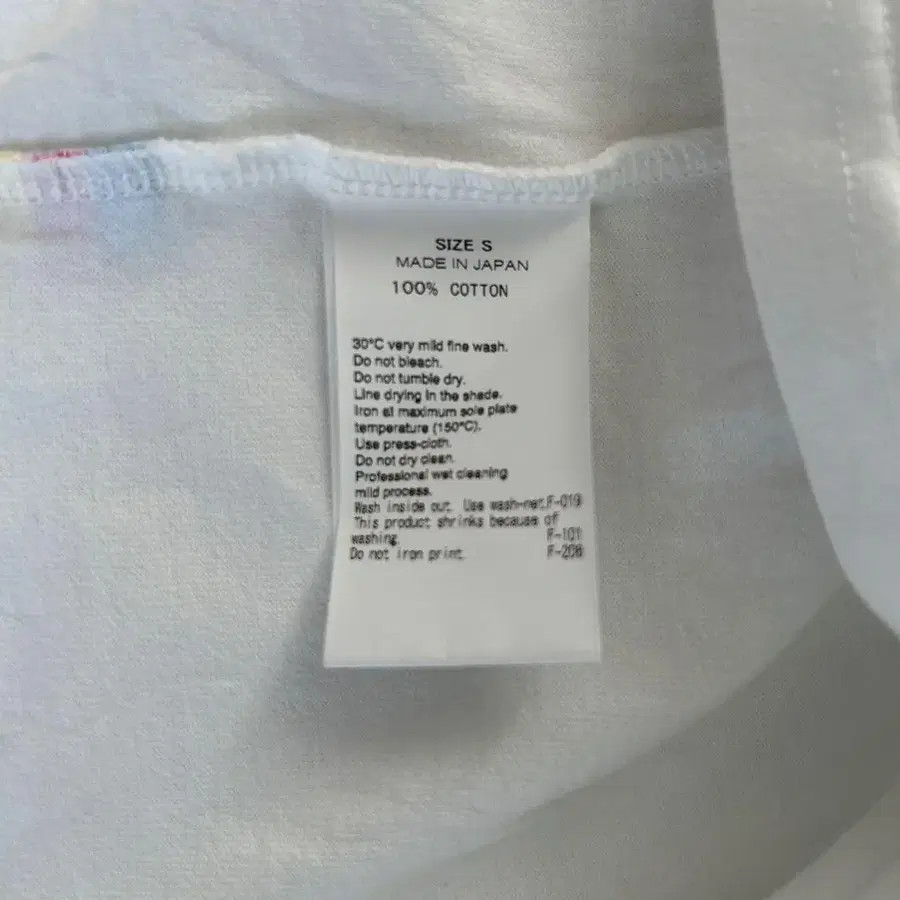 SIZE S
MADE IN JAPAN
100% COTTON
30°C very mild fine wash.
Do not bleach.
Do not tumble dry.
Line drying in the shade.
Iron at maximum sole plate
temperature (150°C).
Use press-cloth.
Do not dry clean.
Professional wet cleaning
mild process.
Wash inside out. Use wash-net.F-019
This product shrinks because of
washing. F-101
Do not iron print. F-208